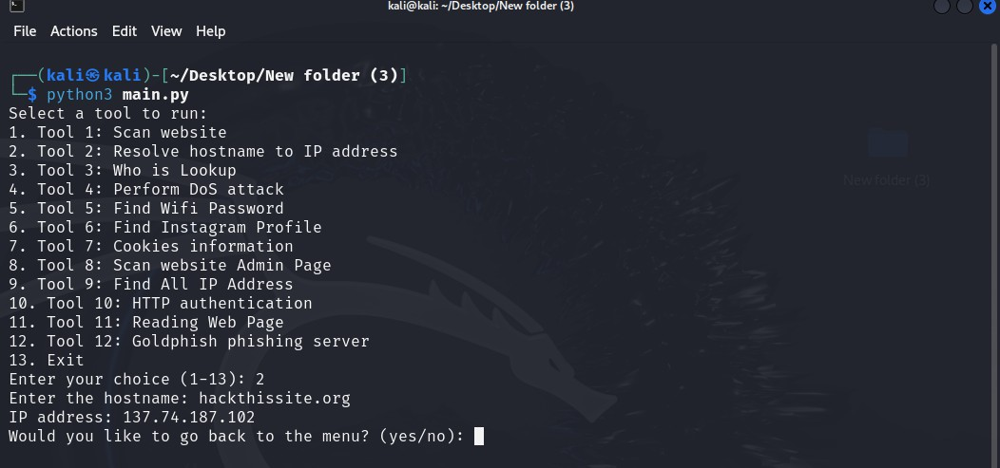 kali@kali: ~/Desktop/New folder (3)
File Actions Edit View Help
┌──(kali㉿kali)-[~/Desktop/New folder (3)]
└─$ python3 main.py
Select a tool to run:
1. Tool 1: Scan website
2. Tool 2: Resolve hostname to IP address
3. Tool 3: Who is Lookup
4. Tool 4: Perform DoS attack
5. Tool 5: Find Wifi Password
6. Tool 6: Find Instagram Profile
7. Tool 7: Cookies information
8. Tool 8: Scan website Admin Page
9. Tool 9: Find All IP Address
10. Tool 10: HTTP authentication
11. Tool 11: Reading Web Page
12. Tool 12: Goldphish phishing server
13. Exit
Enter your choice (1-13): 2
Enter the hostname: hackthissite.org
IP address: 137.74.187.102
Would you like to go back to the menu? (yes/no):
New folder (3)